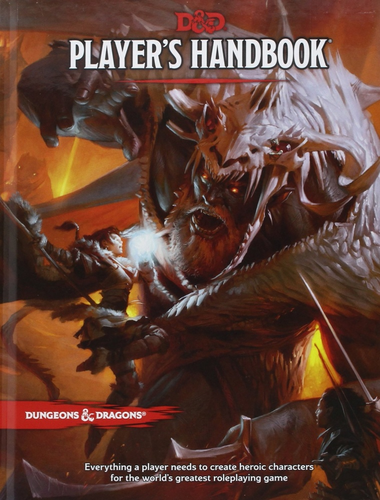 D&D
PLAYER'S HANDBOOK®
DUNGEONS & DRAGONS®
Everything a player needs to create heroic characters
for the world's greatest roleplaying game